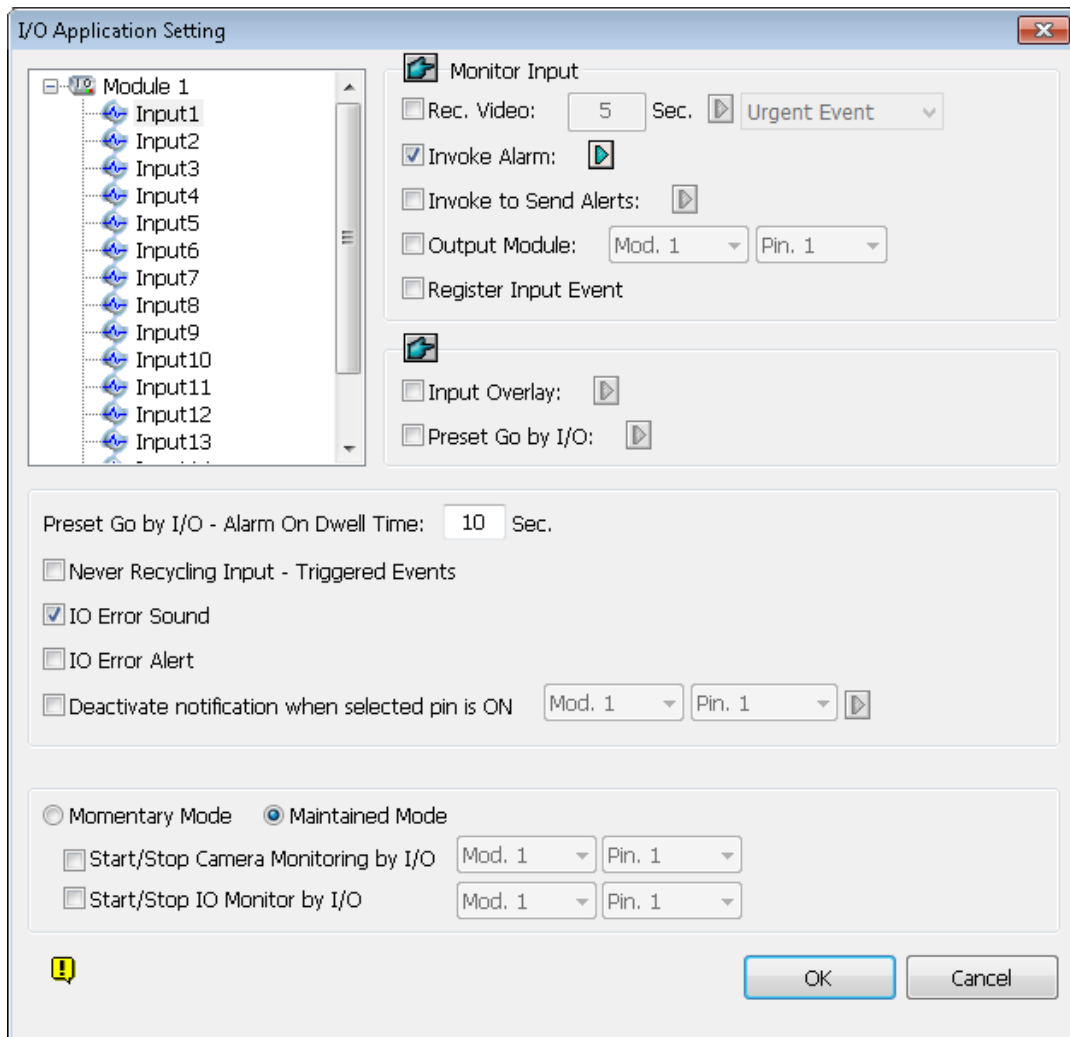 I/O Application Setting
Module 1
Input1
Input2
Input3
Input4
Input5
Input6
Input7
Input8
Input9
Input10
Input11
Input12
Input13
Monitor Input
Rec. Video: 5 Sec. Urgent Event
Invoke Alarm:
Invoke to Send Alerts:
Output Module: Mod. 1 Pin. 1
Register Input Event
Input Overlay:
Preset Go by I/O:
Preset Go by I/O - Alarm On Dwell Time: 10 Sec.
Never Recycling Input - Triggered Events
IO Error Sound
IO Error Alert
Deactivate notification when selected pin is ON Mod. 1 Pin. 1
Momentary Mode Maintained Mode
Start/Stop Camera Monitoring by I/O Mod. 1 Pin. 1
Start/Stop IO Monitor by I/O Mod. 1 Pin. 1
OK Cancel